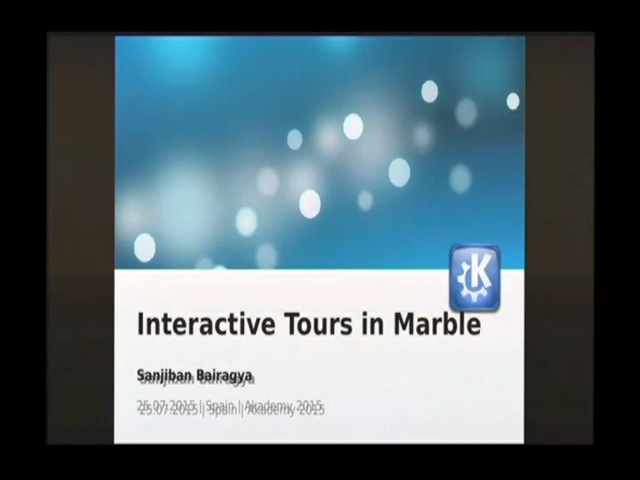 K
Interactive Tours in Marble
Sanjiban Bairagya
25.07.2015 | Spain | Akademy 2015